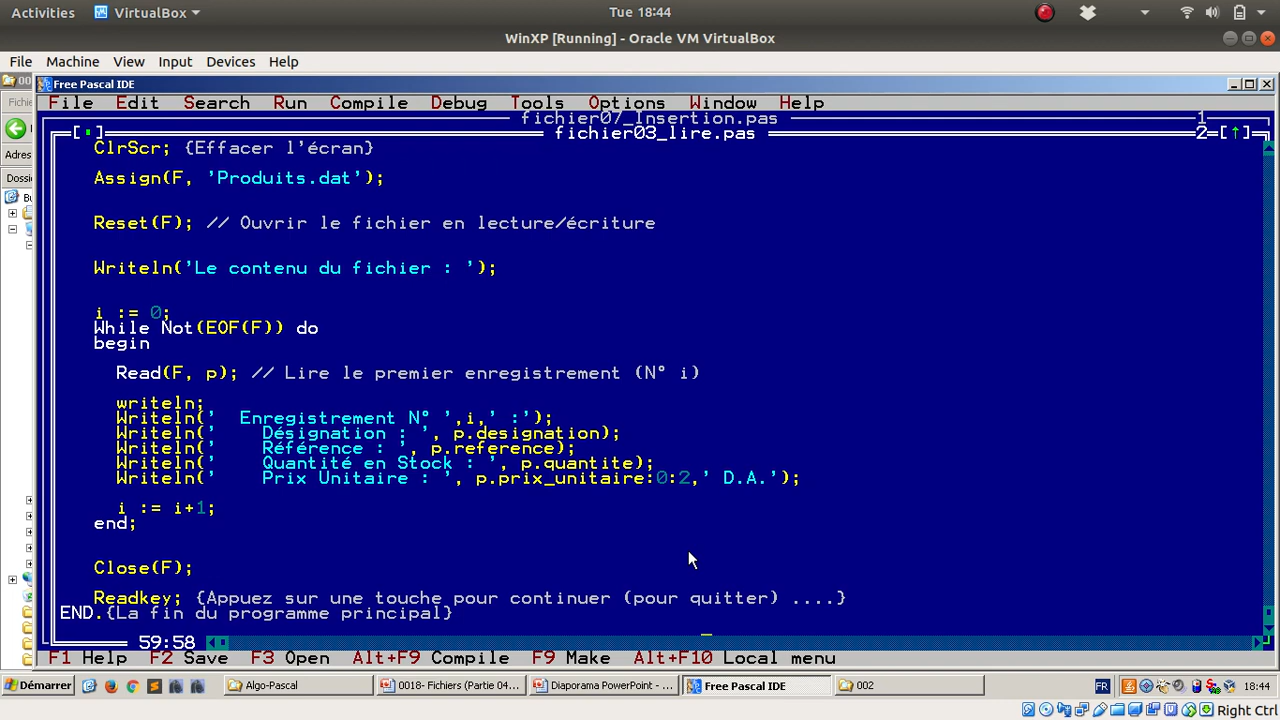 Activities VirtualBox Tue 18:44
WinXP [Running] - Oracle VM VirtualBox
File Machine View Input Devices Help
Free Pascal IDE
File Edit Search Run Compile Debug Tools Options Window Help
fichier07_Insertion.pas 1
fichier03_lire.pas 2
ClrScr; {Effacer l'écran}
Assign(F, 'Produits.dat');
Reset(F); // Ouvrir le fichier en lecture/écriture
Writeln('Le contenu du fichier : ');
i := 0;
While Not(EOF(F)) do
begin
Read(F, p); // Lire le premier enregistrement (N° i)
writeln;
Writeln('  Enregistrement N° ',i,' :');
Writeln('    Désignation : ', p.designation);
Writeln('    Référence : ', p.reference);
Writeln('    Quantité en Stock : ', p.quantite);
Writeln('    Prix Unitaire : ', p.prix_unitaire:0:2,' D.A.');
i := i+1;
end;
Close(F);
Readkey; {Appuez sur une touche pour continuer (pour quitter) ....}
END.{La fin du programme principal}
59:58
F1 Help F2 Save F3 Open Alt+F9 Compile F9 Make Alt+F10 Local menu
Démarrer Algo-Pascal 0018- Fichiers (Partie 04... Diaporama PowerPoint - ... Free Pascal IDE 002 FR 18:44
Right Ctrl